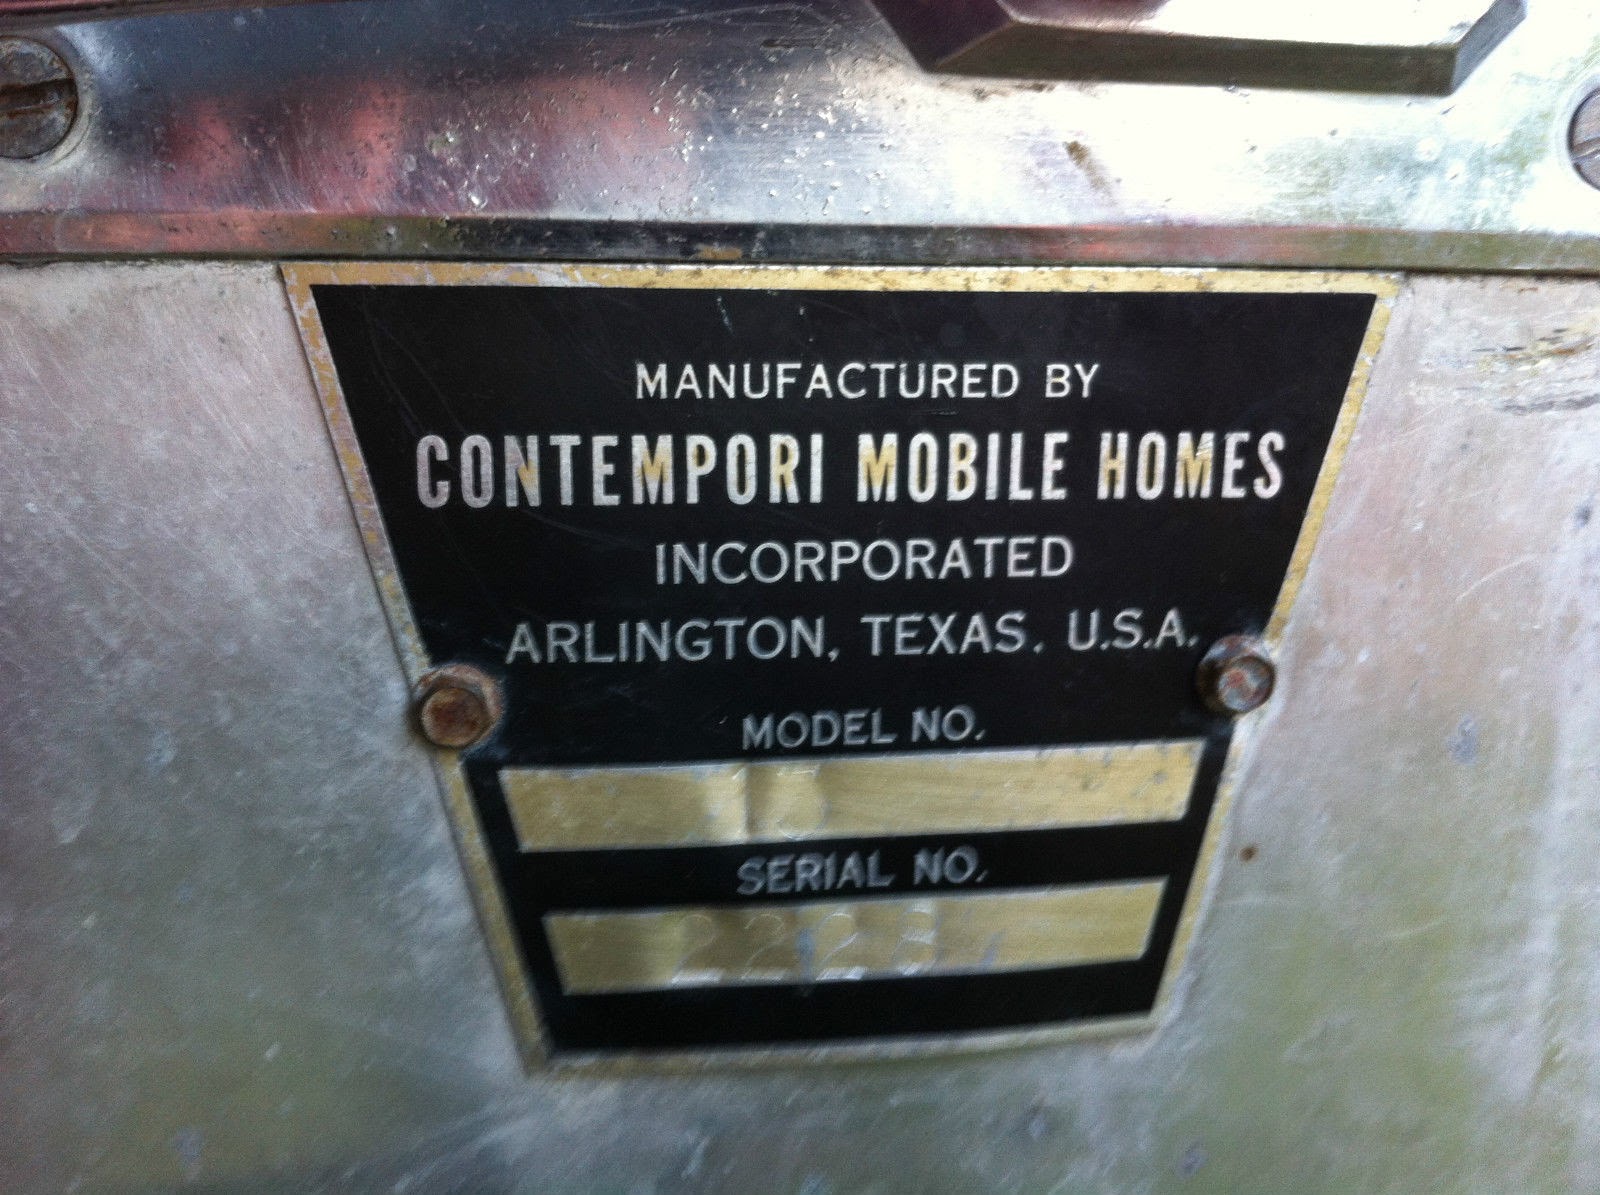 MANUFACTURED BY
CONTEMPORI MOBILE HOMES
INCORPORATED
ARLINGTON, TEXAS. U.S.A.
MODEL NO.
SERIAL NO.